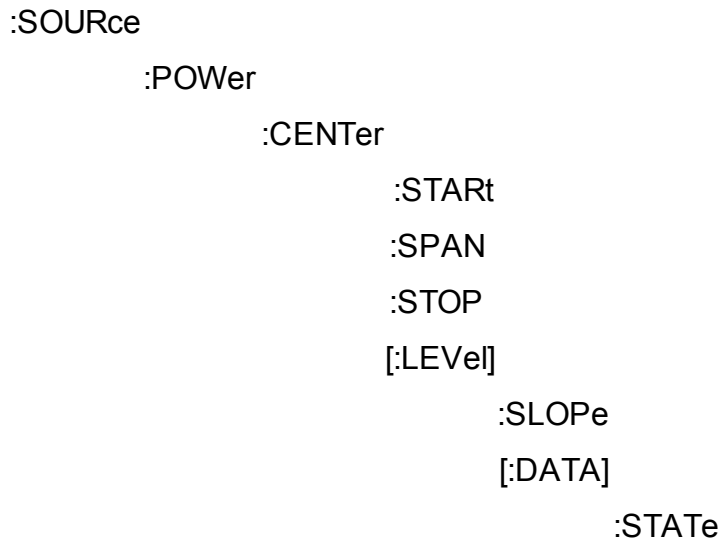 :SOURce
:POWer
:CENTer
:STARt
:SPAN
:STOP
[:LEVel]
:SLOPe
[:DATA]
:STATe